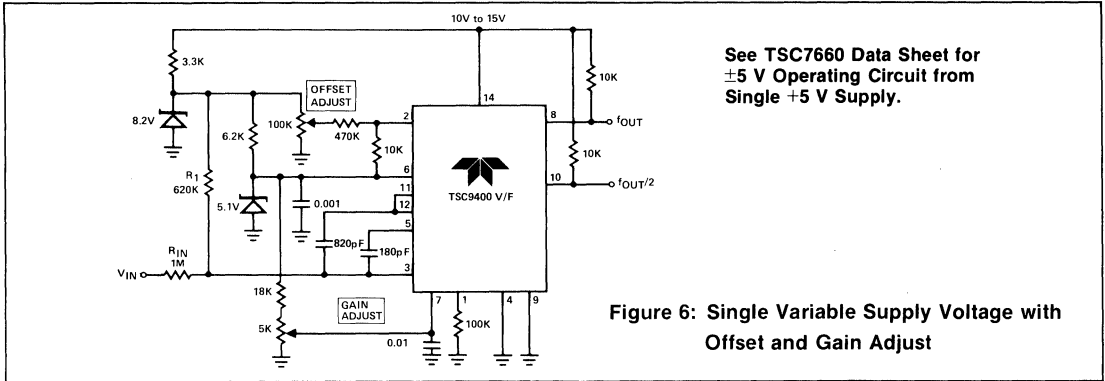 10V to 15V
3.3K
OFFSET
ADJUST
10K
14
8.2V
6.2K
100K
470K
2
8
fOUT
10K
10K
R1
620K
6
11
TSC9400 V/F
10
fOUT/2
12
5.1V
0.001
5
820pF
180pF
RIN
1M
VIN
3
18K
7
1
4
9
GAIN
ADJUST
5K
100K
0.01
See TSC7660 Data Sheet for
±5 V Operating Circuit from
Single +5 V Supply.
Figure 6: Single Variable Supply Voltage with
Offset and Gain Adjust